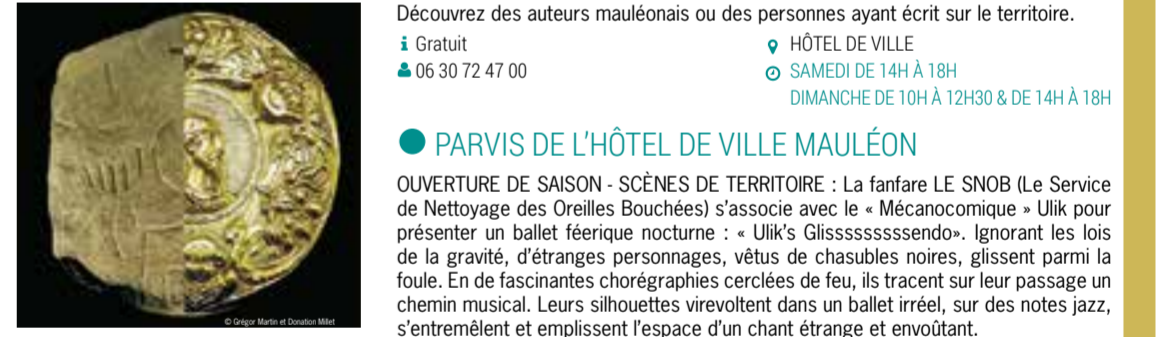 Découvrez des auteurs mauléonais ou des personnes ayant écrit sur le territoire.
Gratuit
06 30 72 47 00
HÔTEL DE VILLE
SAMEDI DE 14H À 18H
DIMANCHE DE 10H À 12H30 & DE 14H À 18H
PARVIS DE L'HÔTEL DE VILLE MAULÉON
OUVERTURE DE SAISON - SCÈNES DE TERRITOIRE : La fanfare LE SNOB (Le Service
de Nettoyage des Oreilles Bouchées) s'associe avec le « Mécanocomique » Ulik pour
présenter un ballet féerique nocturne : « Ulik's Glissssssssssendo». Ignorant les lois
de la gravité, d'étranges personnages, vêtus de chasubles noires, glissent parmi la
foule. En de fascinantes chorégraphies cerclées de feu, ils tracent sur leur passage un
chemin musical. Leurs silhouettes virevoltent dans un ballet irréel, sur des notes jazz,
s'entremêlent et emplissent l'espace d'un chant étrange et envoûtant.
© Grégor Martin et Donation Millet